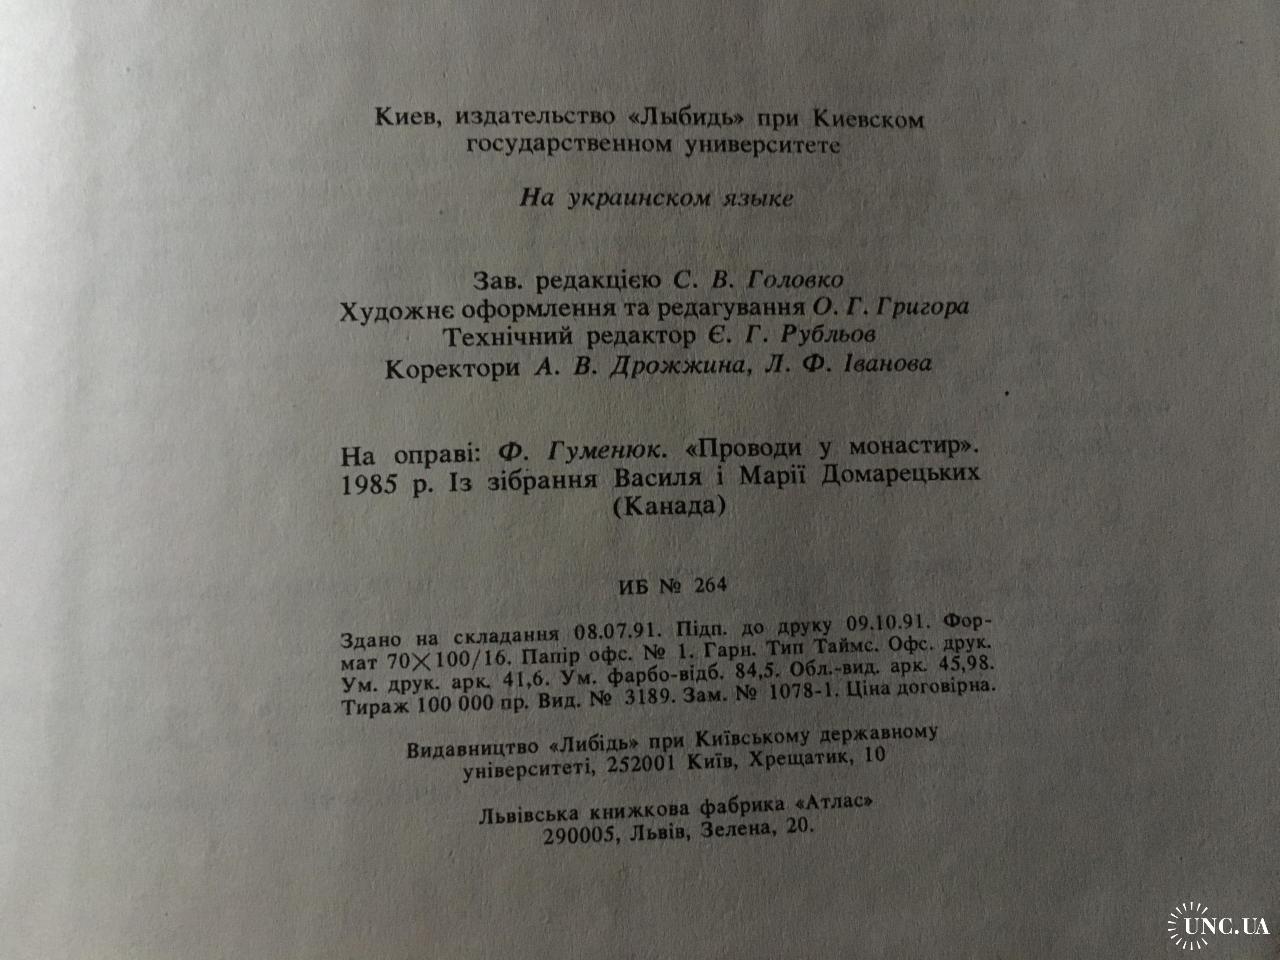 Киев, издательство «Лыбидь» при Киевском
государственном университете
На украинском языке
Зав. редакцією С. В. Головко
Художнє оформлення та редагування О. Г. Григора
Технічний редактор Є. Г. Рубльов
Коректори А. В. Дрожжина, Л. Ф. Іванова
На оправі: Ф. Гуменюк. «Проводи у монастир».
1985 р. Із зібрання Василя і Марії Домарецьких
(Канада)
ИБ № 264
Здано на складання 08.07.91. Підп. до друку 09.10.91. Фор-
мат 70×100/16. Папір офс. № 1. Гарн. Тип Таймс. Офс. друк.
Ум. друк. арк. 41,6. Ум. фарбо-відб. 84,5. Обл.-вид. арк. 45,98.
Тираж 100 000 пр. Вид. № 3189. Зам. № 1078-1. Ціна договірна.
Видавництво «Либідь» при Київському державному
університеті, 252001 Київ, Хрещатик, 10
Львівська книжкова фабрика «Атлас»
290005, Львів, Зелена, 20.
UNC.UA